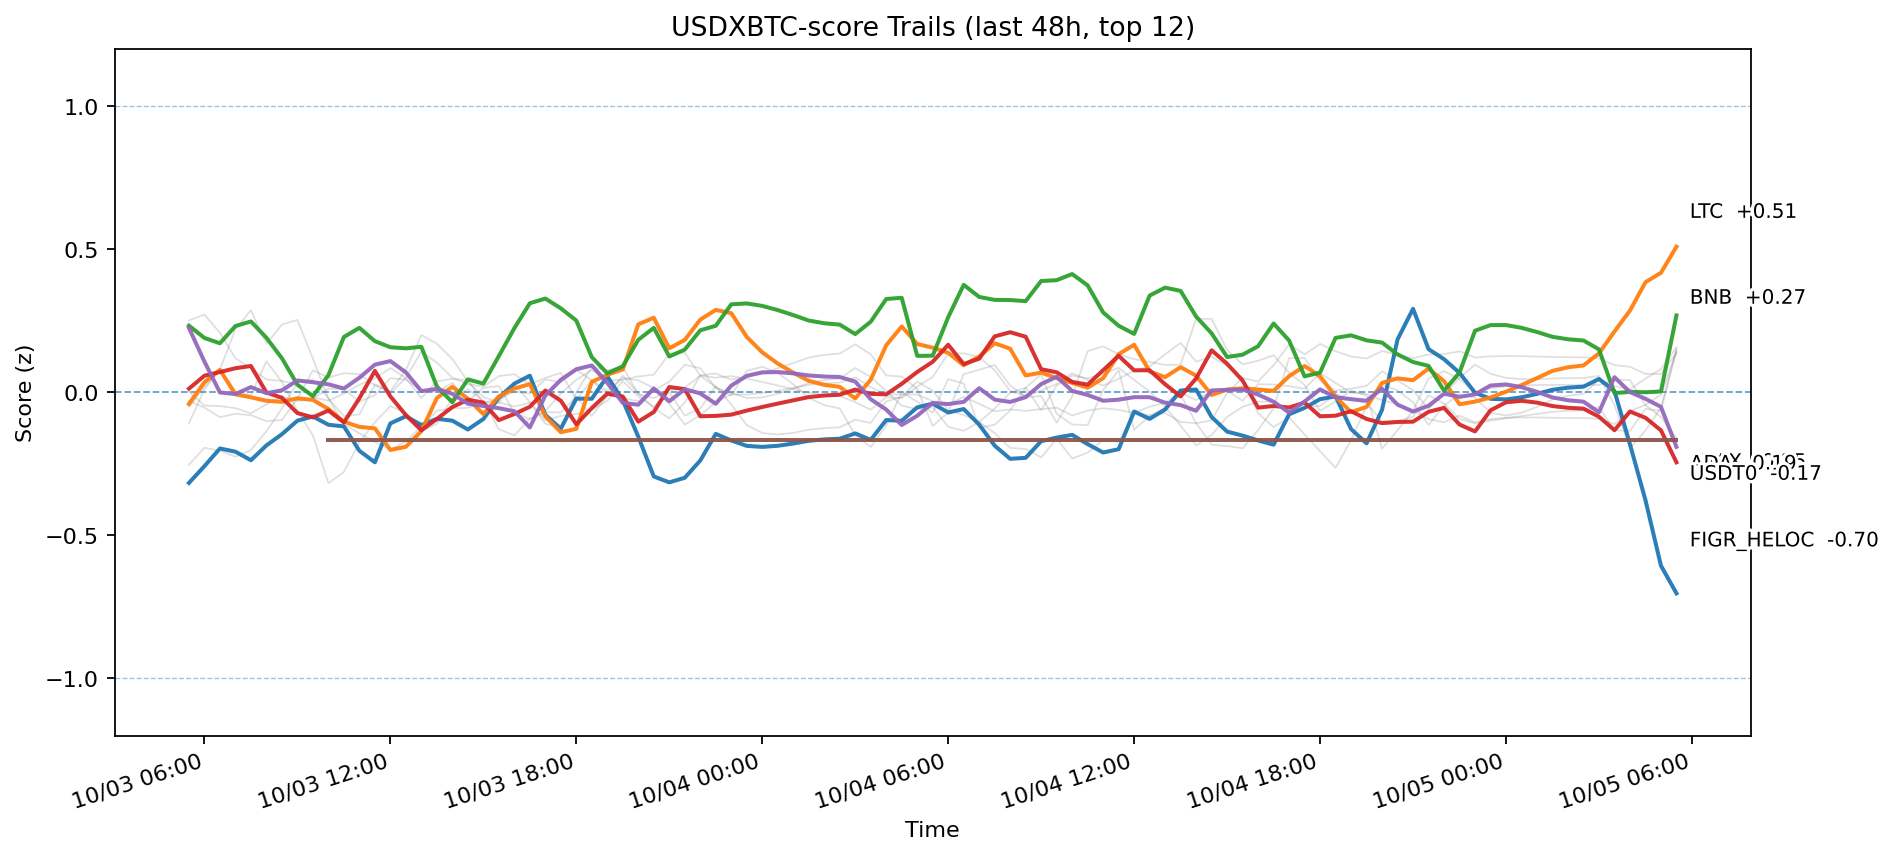 USDXBTC-score Trails (last 48h, top 12)
Score (z)
1.0
0.5
0.0
−0.5
−1.0
LTC +0.51
BNB +0.27
USDT0 -0.17
FIGR_HELOC -0.70
10/03 06:00
10/03 12:00
10/03 18:00
10/04 00:00
10/04 06:00
10/04 12:00
10/04 18:00
10/05 00:00
10/05 06:00
Time